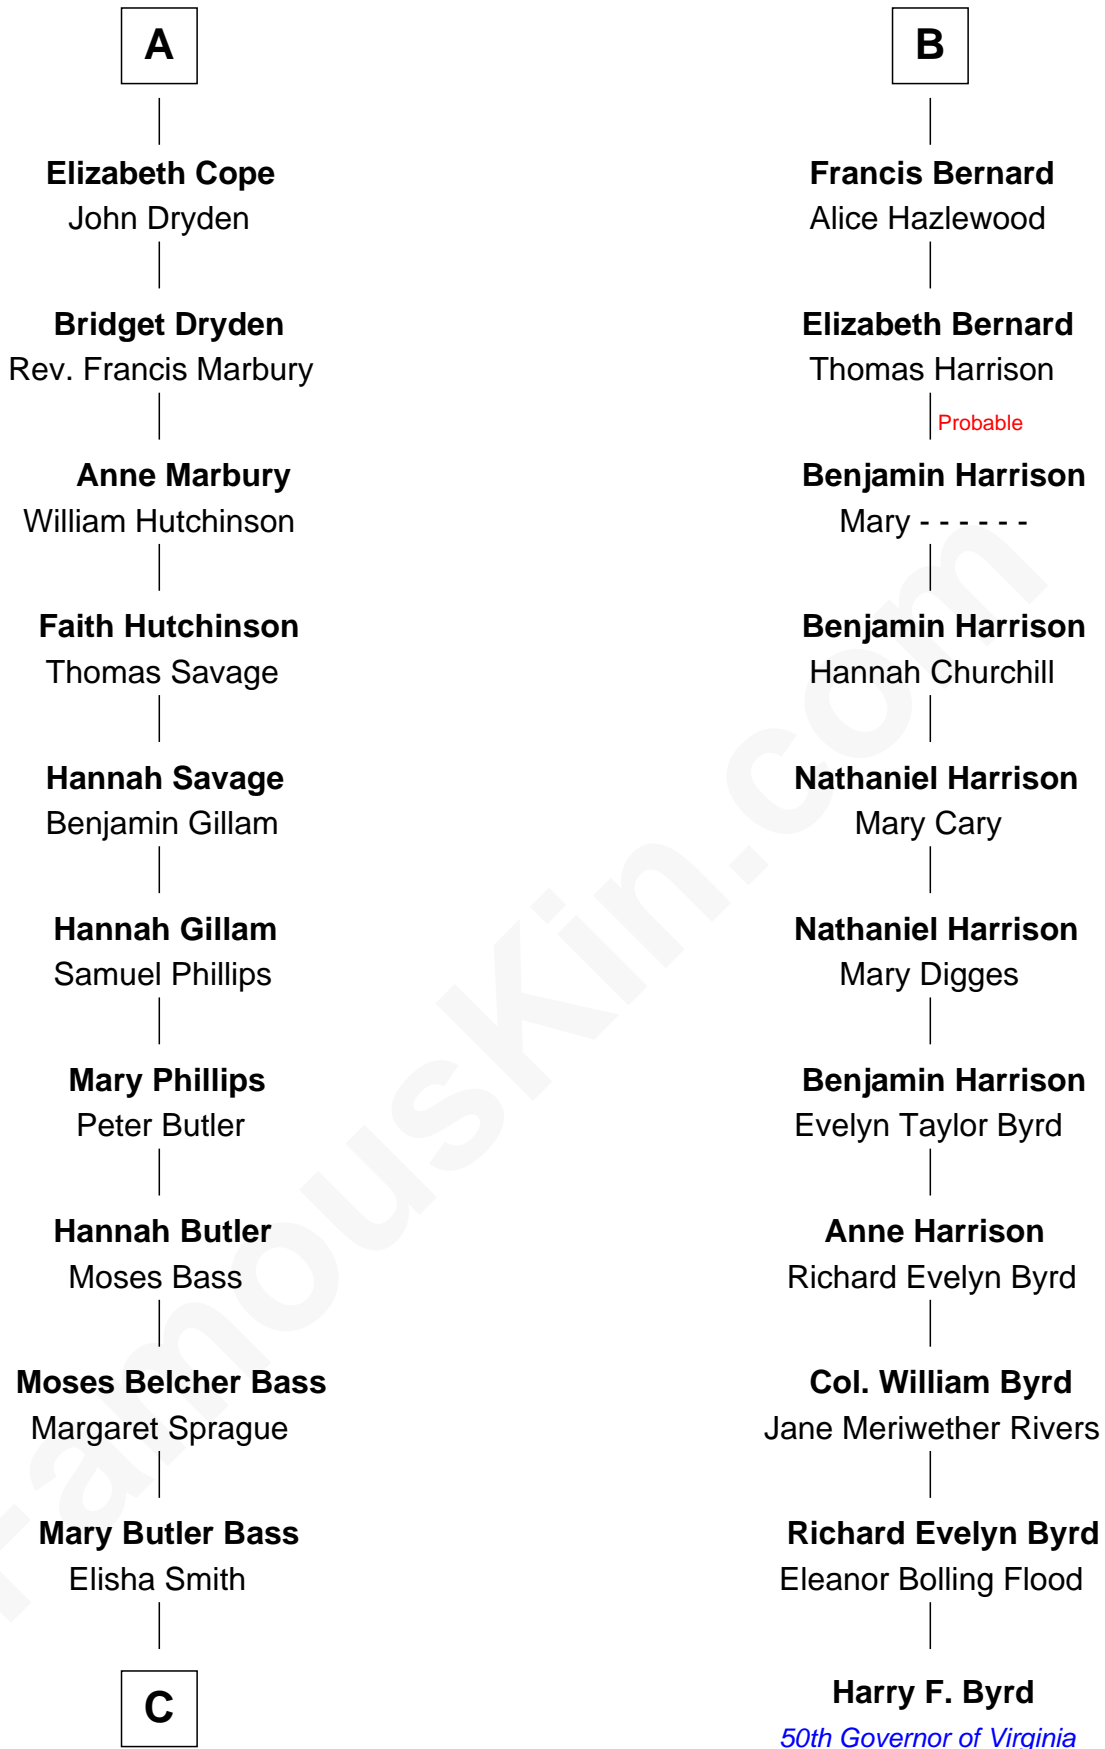 A
Elizabeth Cope
John Dryden
Bridget Dryden
Rev. Francis Marbury
Anne Marbury
William Hutchinson
Faith Hutchinson
Thomas Savage
Hannah Savage
Benjamin Gillam
Hannah Gillam
Samuel Phillips
Mary Phillips
Peter Butler
Hannah Butler
Moses Bass
Moses Belcher Bass
Margaret Sprague
Mary Butler Bass
Elisha Smith
C
B
Francis Bernard
Alice Hazlewood
Elizabeth Bernard
Thomas Harrison
Probable
Benjamin Harrison
Mary - - - - - -
Benjamin Harrison
Hannah Churchill
Nathaniel Harrison
Mary Cary
Nathaniel Harrison
Mary Digges
Benjamin Harrison
Evelyn Taylor Byrd
Anne Harrison
Richard Evelyn Byrd
Col. William Byrd
Jane Meriwether Rivers
Richard Evelyn Byrd
Eleanor Bolling Flood
Harry F. Byrd
50th Governor of Virginia
FamousKin.com